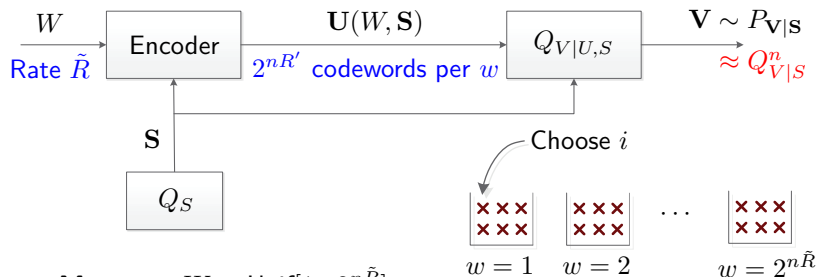 W
Encoder
U(W, S)
Q_{V|U,S}
V ∼ P_{V|S}
Rate R̃
2^{nR'} codewords per w
≈ Q^n_{V|S}
S
Choose i
Q_S
...
w = 1
w = 2
w = 2^{nR̃}